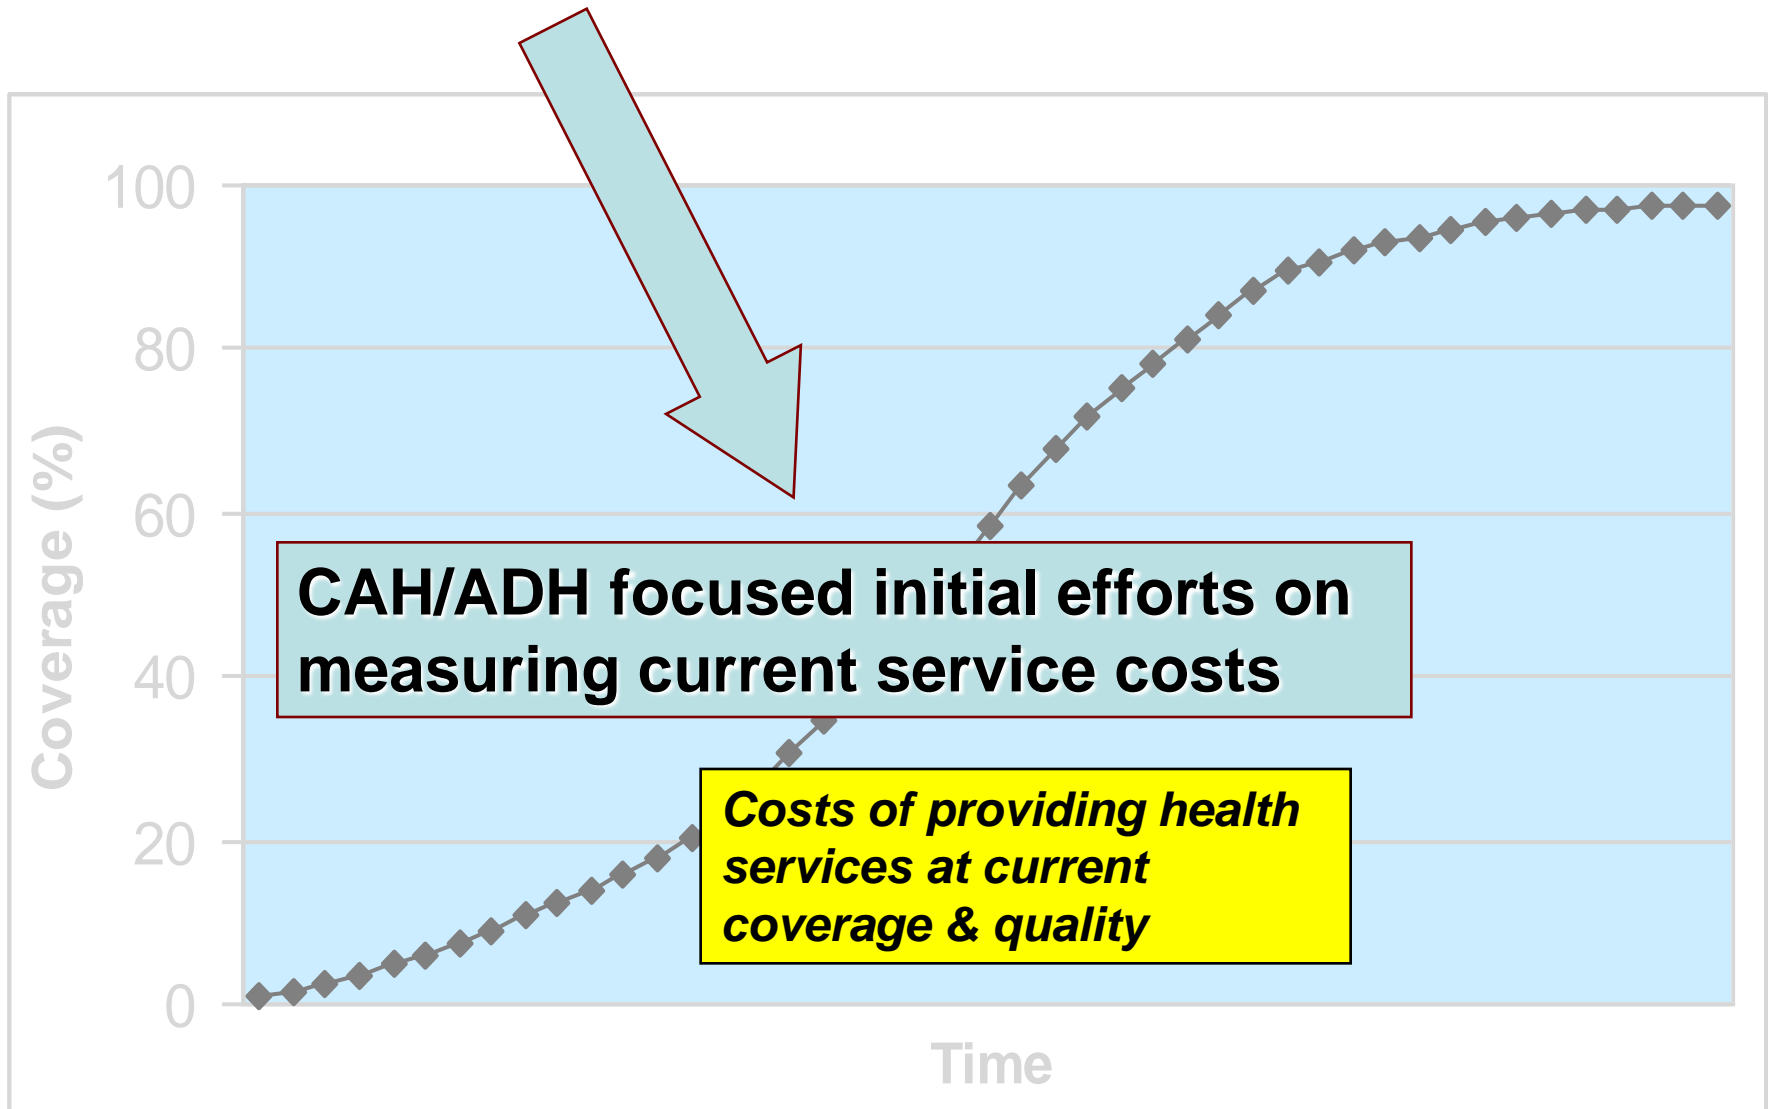 100
80
60
40
20
0
Coverage (%)
CAH/ADH focused initial efforts on
measuring current service costs
Costs of providing health
services at current
coverage & quality
Time